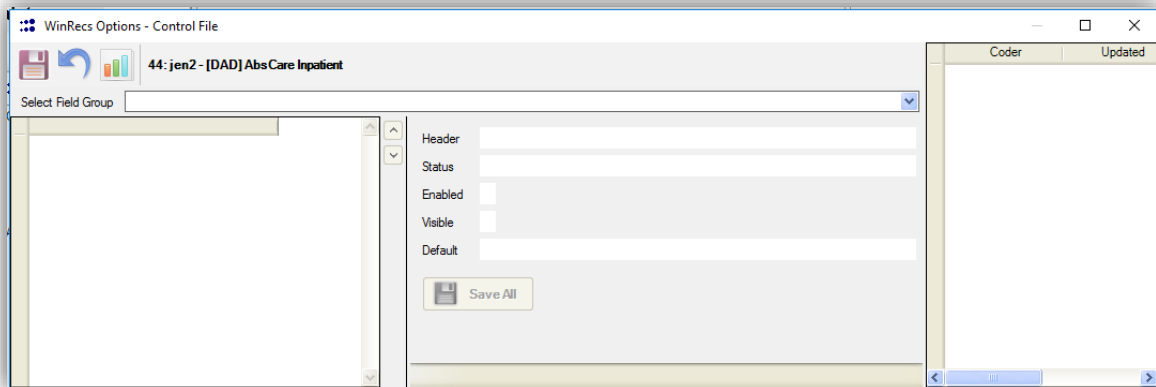 WinRecs Options - Control File
44: jen2 - [DAD] AbsCare Inpatient
Select Field Group
Header
Status
Enabled
Visible
Default
Save All
Coder Updated